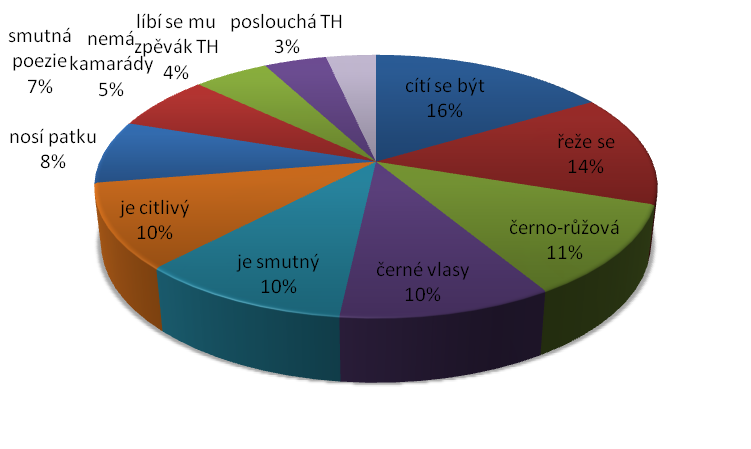 cítí se být
16%
řeže se
14%
černo-růžová
11%
černé vlasy
10%
je smutný
10%
je citlivý
10%
nosí patku
8%
smutná
poezie
7%
nemá
kamarády
5%
líbí se mu
zpěvák TH
4%
poslouchá TH
3%